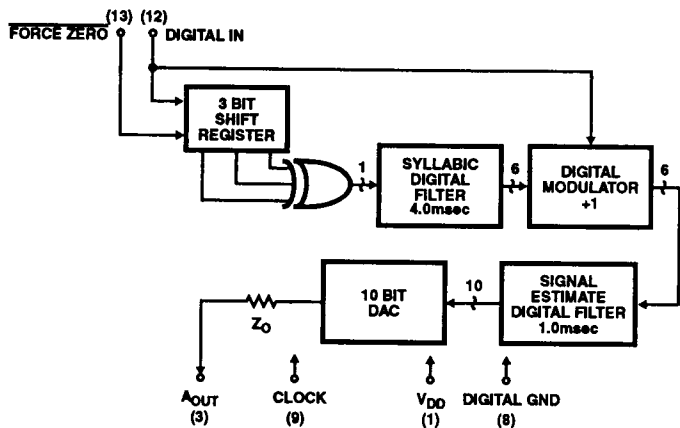 (13) (12)
FORCE ZERO DIGITAL IN
3 BIT
SHIFT
REGISTER
1
SYLLABIC
DIGITAL
FILTER
4.0msec
6
DIGITAL
MODULATOR
+1
6
10 BIT
DAC
10
SIGNAL
ESTIMATE
DIGITAL FILTER
1.0msec
ZO
AOUT
(3)
CLOCK
(9)
VDD
(1)
DIGITAL GND
(8)